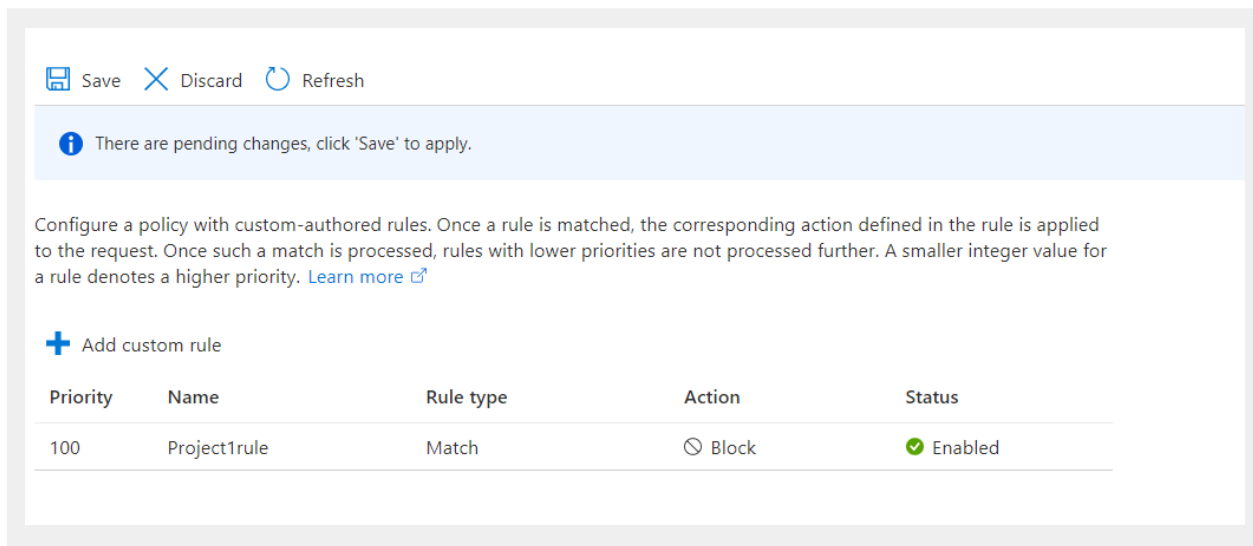 Save Discard Refresh
There are pending changes, click 'Save' to apply.
Configure a policy with custom-authored rules. Once a rule is matched, the corresponding action defined in the rule is applied
to the request. Once such a match is processed, rules with lower priorities are not processed further. A smaller integer value for
a rule denotes a higher priority. Learn more
Add custom rule
Priority Name Rule type Action Status
100 Project1rule Match Block Enabled